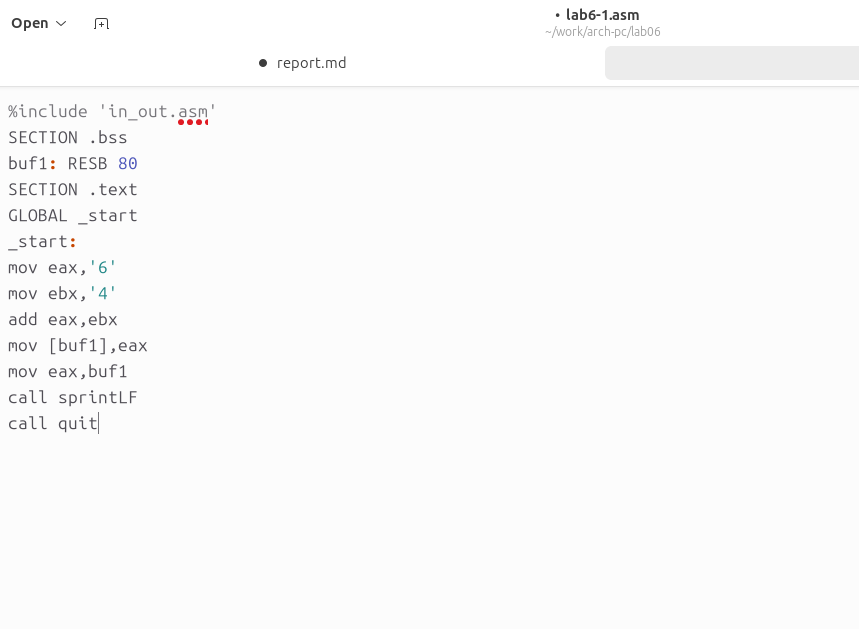 Open
• lab6-1.asm
~/work/arch-pc/lab06
● report.md
%include 'in_out.asm'
SECTION .bss
buf1: RESB 80
SECTION .text
GLOBAL _start
_start:
mov eax,'6'
mov ebx,'4'
add eax,ebx
mov [buf1],eax
mov eax,buf1
call sprintLF
call quit